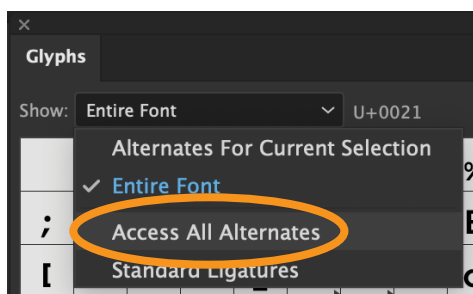 Glyphs
Show: Entire Font U+0021
Alternates For Current Selection
Entire Font
;
Access All Alternates
[ Standard Ligatures